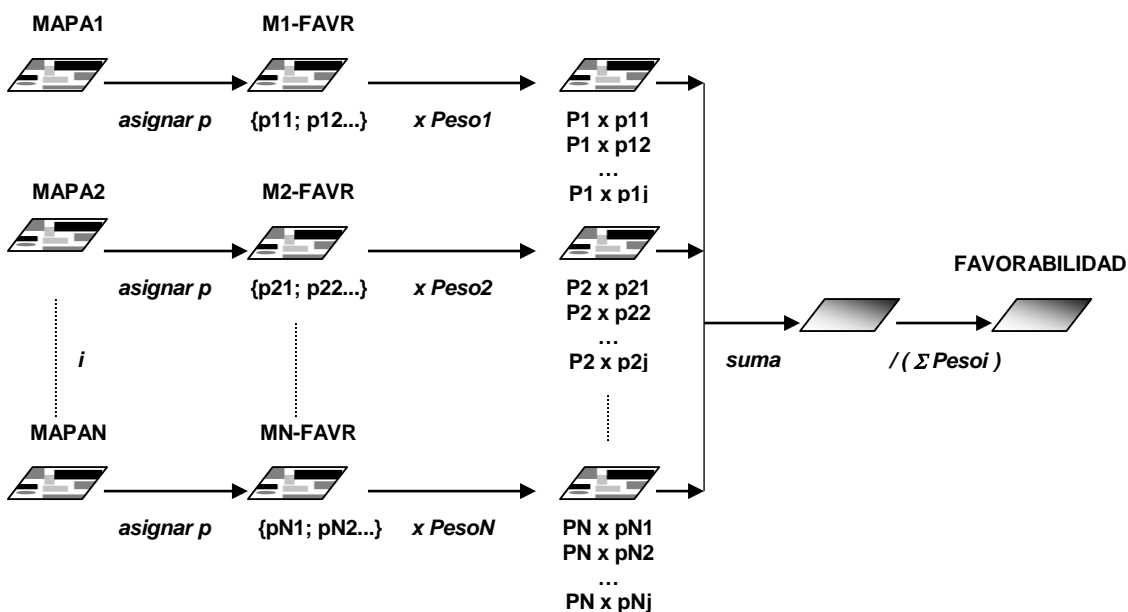 MAPA1 M1-FAVR
asignar p {p11; p12...} x Peso1 P1 x p11
P1 x p12
...
P1 x p1j
MAPA2 M2-FAVR
FAVORABILIDAD
asignar p {p21; p22...} x Peso2 P2 x p21
P2 x p22
...
i P2 x p2j suma / ( Σ Pesoi )
MAPAN MN-FAVR
asignar p {pN1; pN2...} x PesoN PN x pN1
PN x pN2
...
PN x pNj